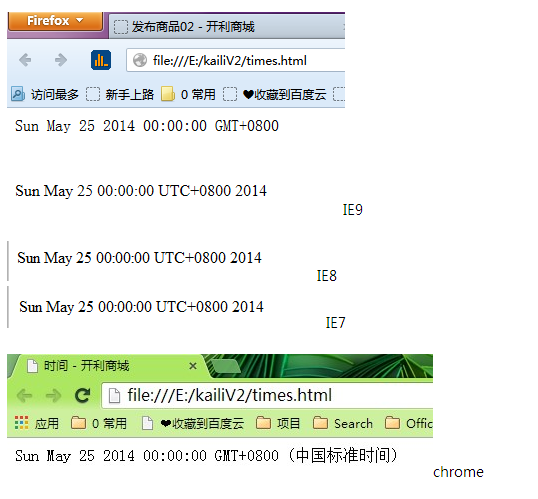 Firefox
发布商品02 - 开利商城
file:///E:/kailiV2/times.html
访问最多 新手上路 0 常用 ❤收藏到百度云
Sun May 25 2014 00:00:00 GMT+0800
Sun May 25 00:00:00 UTC+0800 2014
IE9
Sun May 25 00:00:00 UTC+0800 2014
IE8
Sun May 25 00:00:00 UTC+0800 2014
IE7
时间 - 开利商城
file:///E:/kailiV2/times.html
应用 0 常用 ❤收藏到百度云 项目 Search Offic
Sun May 25 2014 00:00:00 GMT+0800 (中国标准时间)
chrome